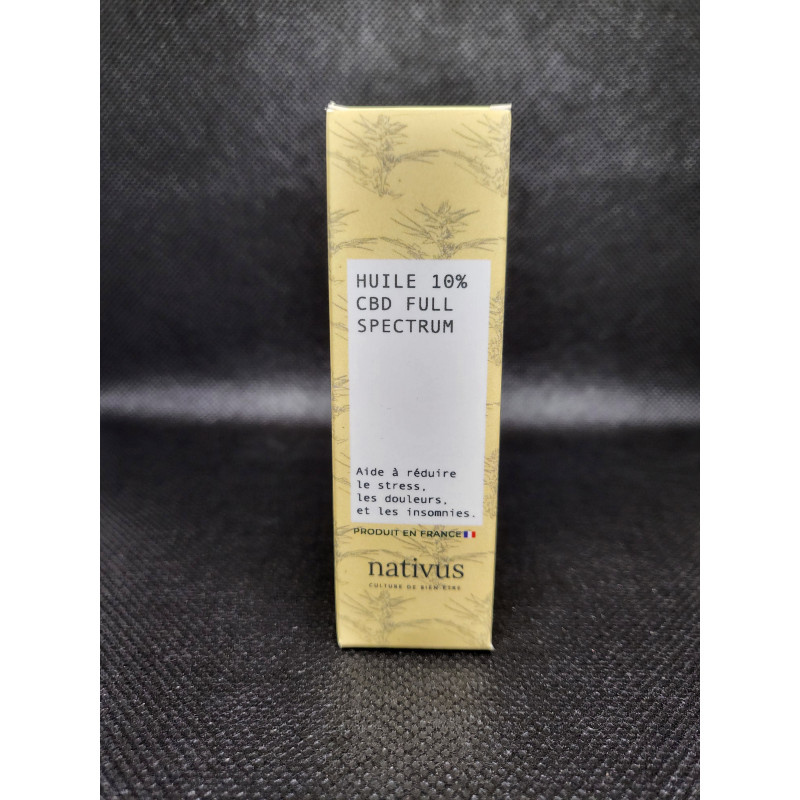 HUILE 10%
CBD FULL
SPECTRUM
Aide à réduire
le stress,
les douleurs,
et les insomnies.
PRODUIT EN FRANCE
nativus
CULTURE DE BIEN-ÊTRE